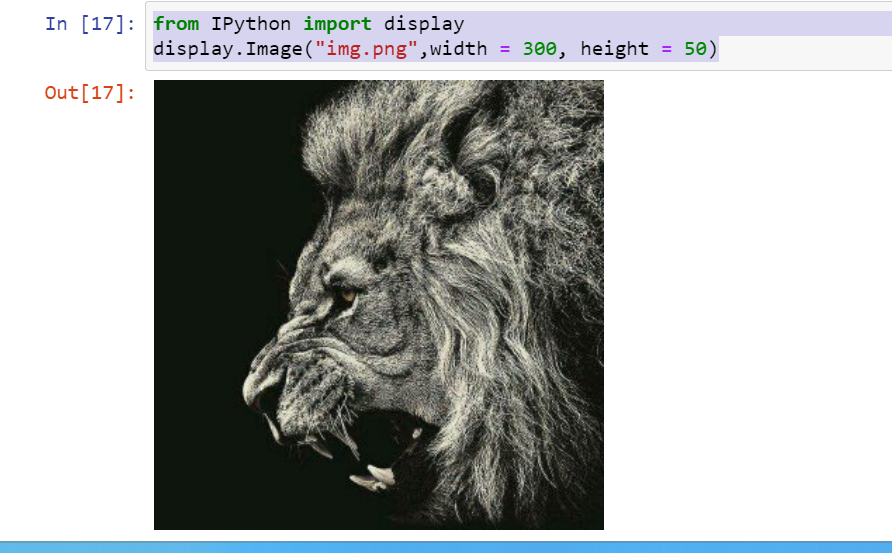 In [17]: from IPython import display
display.Image("img.png",width = 300, height = 50)
Out[17]: